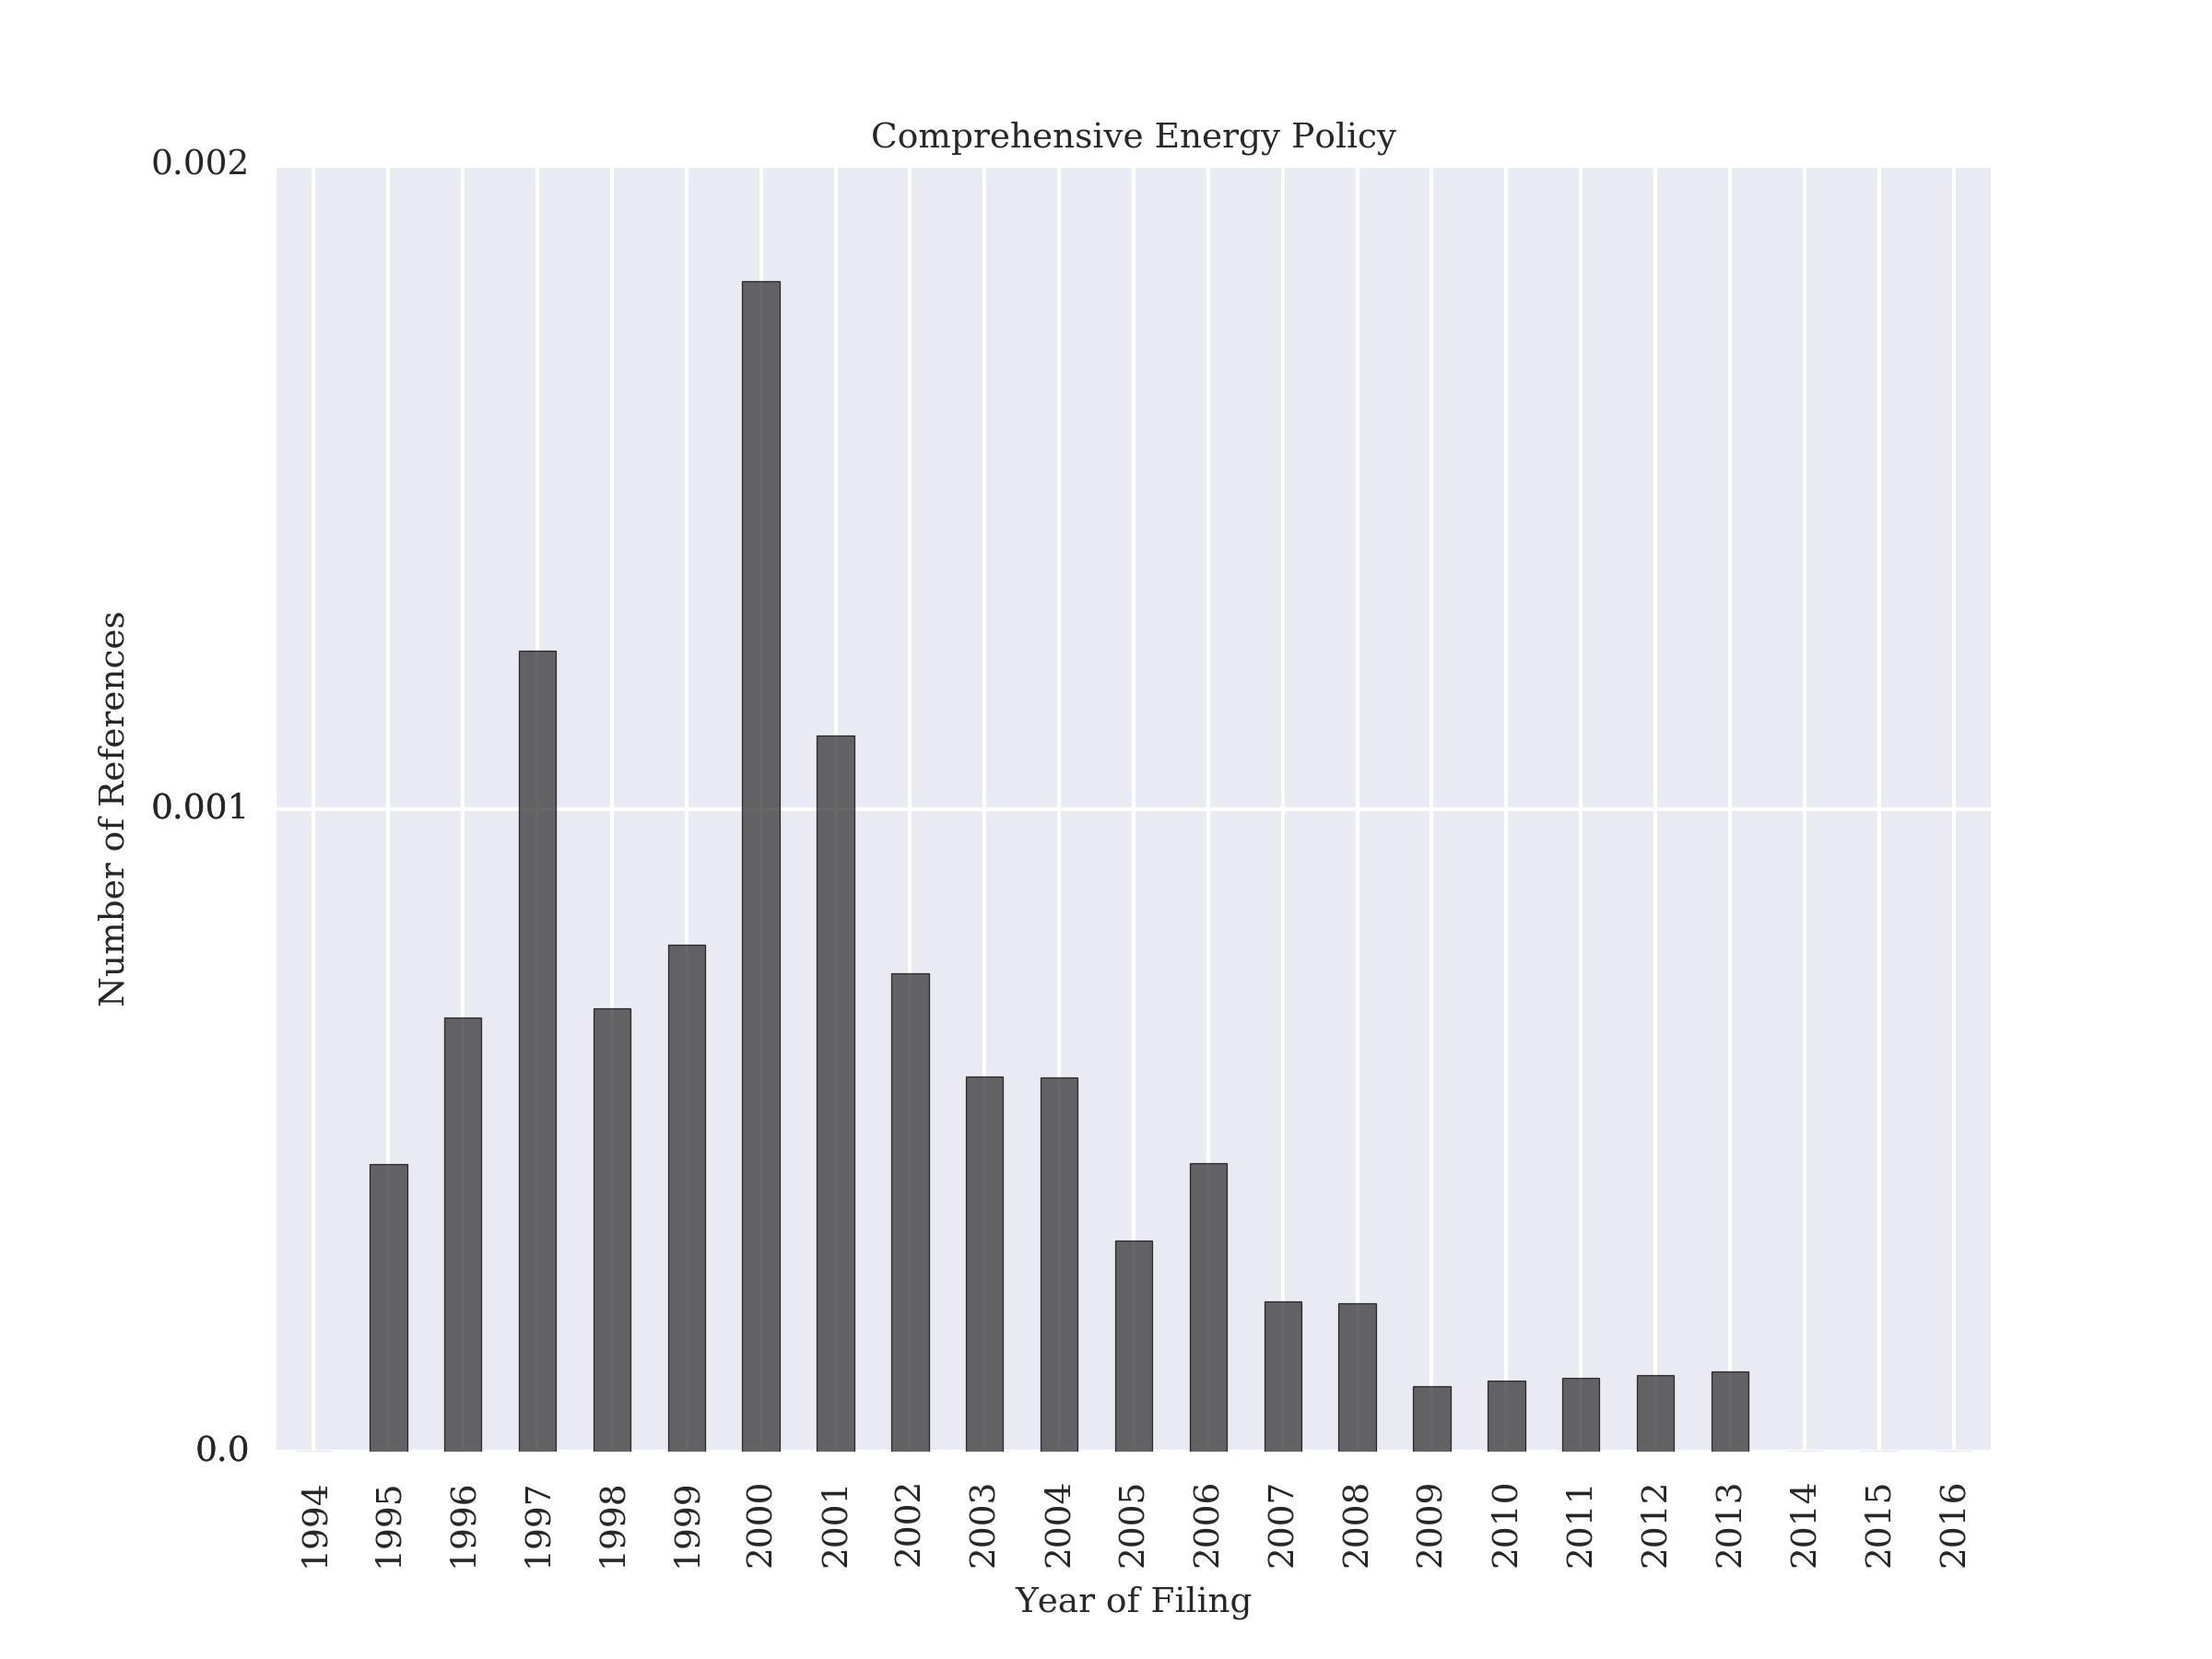 Comprehensive Energy Policy
0.002
0.001
0.0
Number of References
1994 1995 1996 1997 1998 1999 2000 2001 2002 2003 2004 2005 2006 2007 2008 2009 2010 2011 2012 2013 2014 2015 2016
Year of Filing